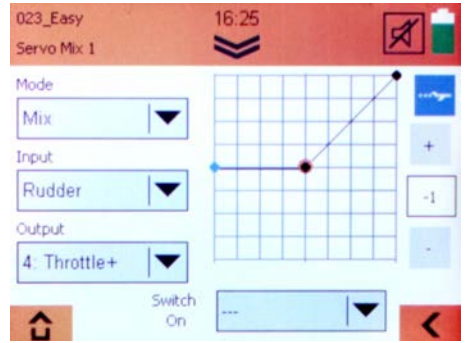 023_Easy
16:25
Servo Mix 1
Mode
Mix
Input
Rudder
Output
4: Throttle+
Switch On
---
+
-1
-